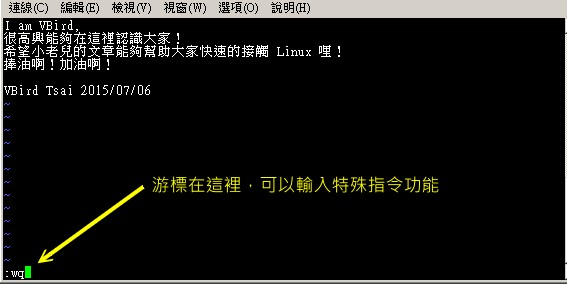 連線(C) 編輯(E) 檢視(V) 視窗(W) 選項(O) 說明(H)
I am VBird,
很高興能夠在這裡認識大家！
希望小老兒的文章能夠幫助大家快速的接觸 Linux 哩！
捧油啊！加油啊！
VBird Tsai 2015/07/06
~
~
~
~
~
游標在這裡，可以輸入特殊指令功能
~
~
~
~
~
:wq